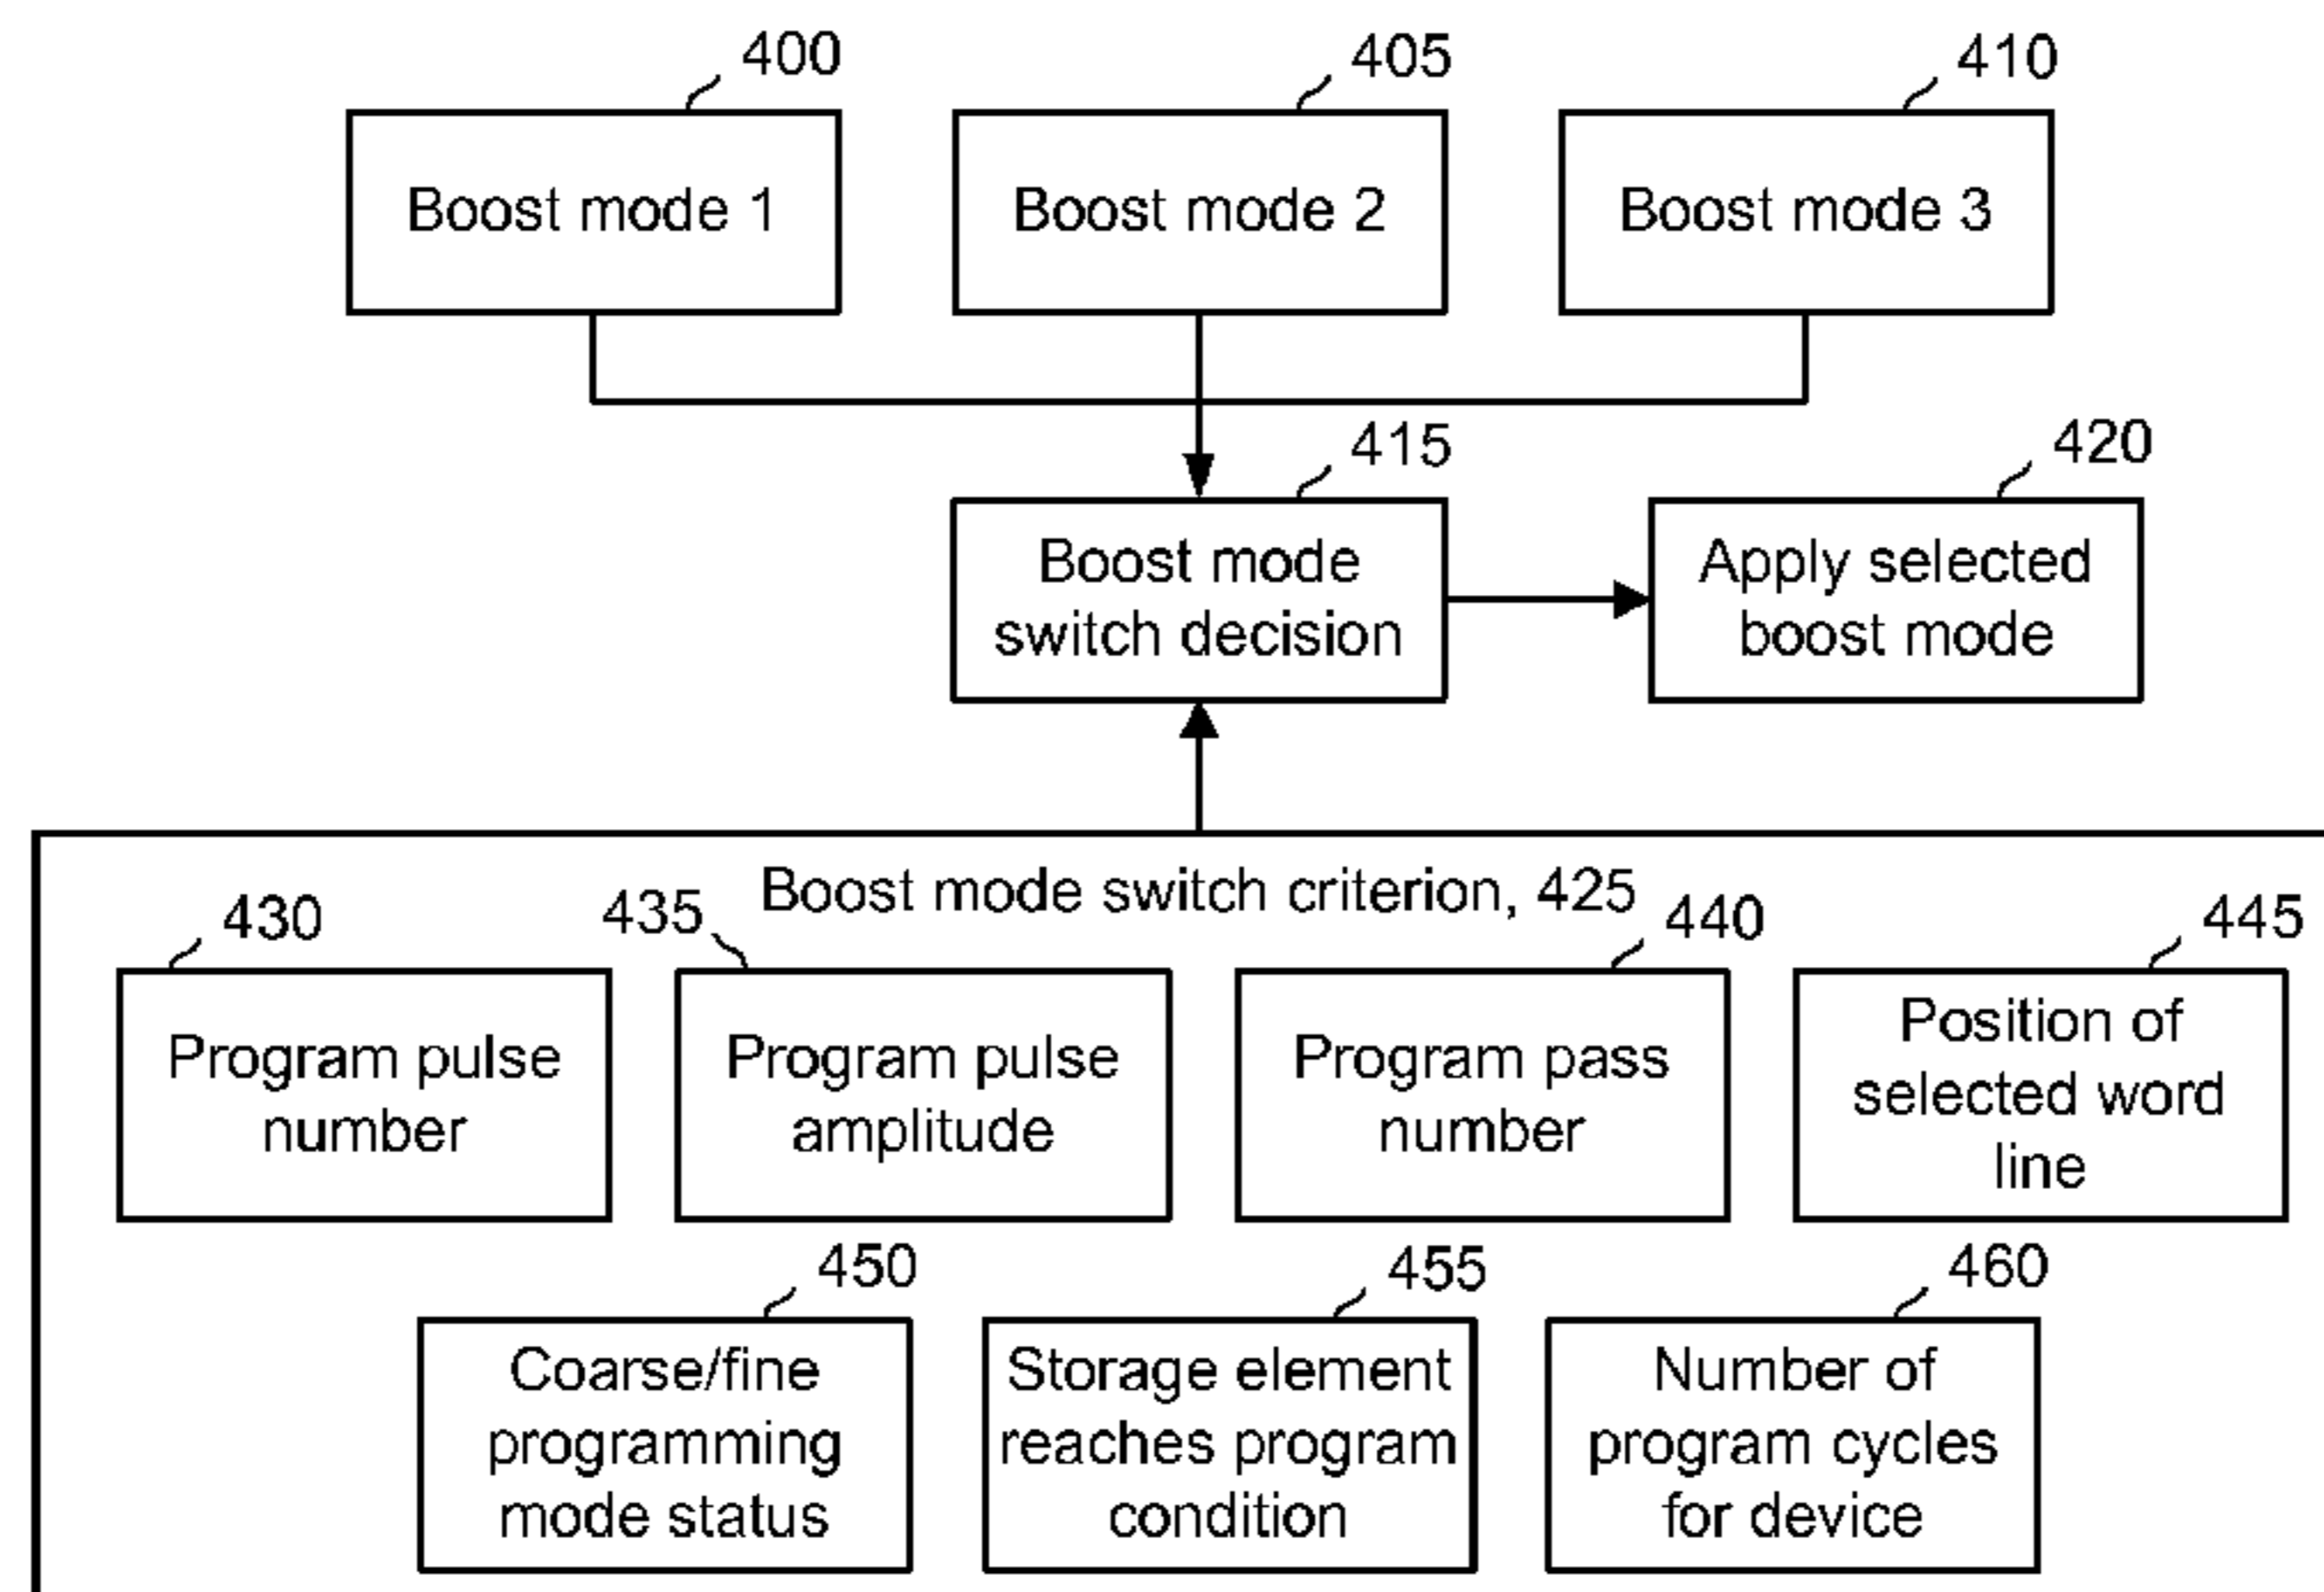 400
405
410
Boost mode 1
Boost mode 2
Boost mode 3
415
420
Boost mode
switch decision
Apply selected
boost mode
Boost mode switch criterion, 425
430
435
440
445
Program pulse
number
Program pulse
amplitude
Program pass
number
Position of
selected word
line
450
455
460
Coarse/fine
programming
mode status
Storage element
reaches program
condition
Number of
program cycles
for device